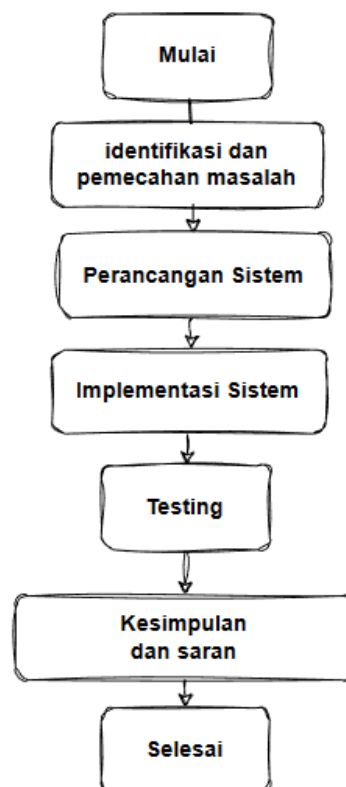 Mulai
identifikasi dan
pemecahan masalah
Perancangan Sistem
Implementasi Sistem
Testing
Kesimpulan
dan saran
Selesai